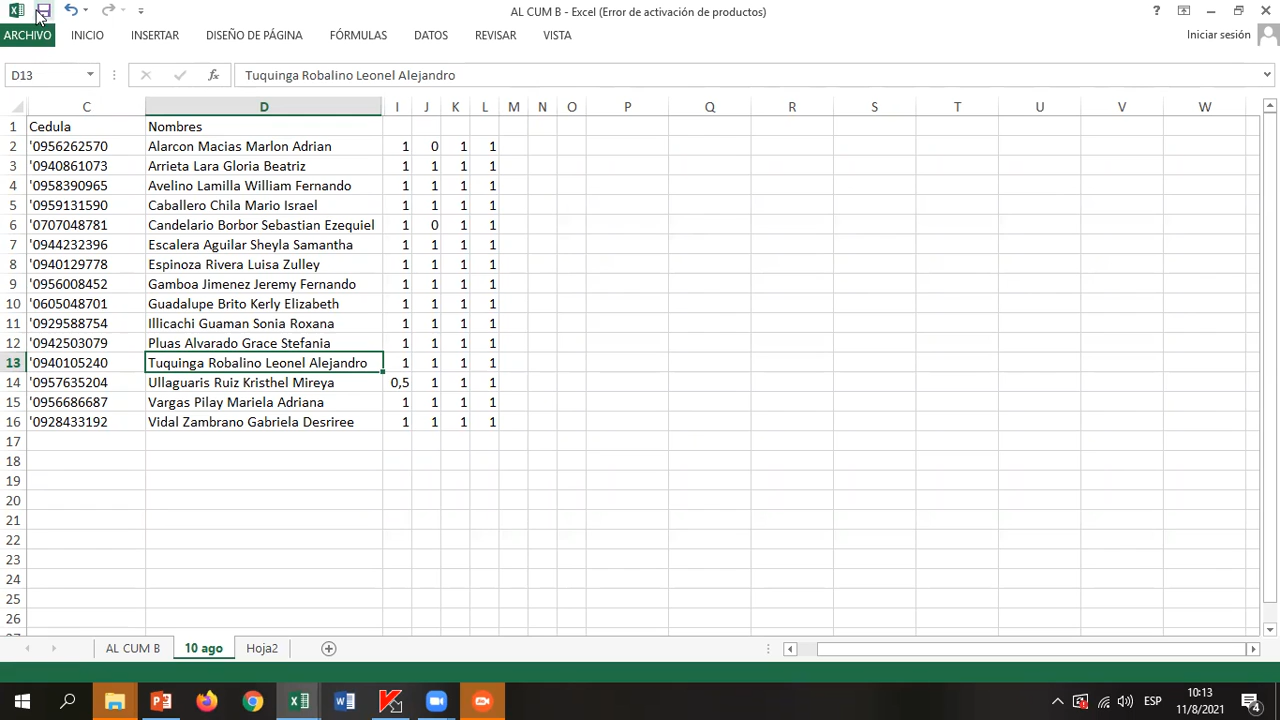 AL CUM B - Excel (Error de activación de productos)
?
ARCHIVO INICIO INSERTAR DISEÑO DE PÁGINA FÓRMULAS DATOS REVISAR VISTA Iniciar sesión
D13 fx Tuquinga Robalino Leonel Alejandro
C D I J K L M N O P Q R S T U V W
1 Cedula Nombres
2 '0956262570 Alarcon Macias Marlon Adrian 1 0 1 1
3 '0940861073 Arrieta Lara Gloria Beatriz 1 1 1 1
4 '0958390965 Avelino Lamilla William Fernando 1 1 1 1
5 '0959131590 Caballero Chila Mario Israel 1 1 1 1
6 '0707048781 Candelario Borbor Sebastian Ezequiel 1 0 1 1
7 '0944232396 Escalera Aguilar Sheyla Samantha 1 1 1 1
8 '0940129778 Espinoza Rivera Luisa Zulley 1 1 1 1
9 '0956008452 Gamboa Jimenez Jeremy Fernando 1 1 1 1
10 '0605048701 Guadalupe Brito Kerly Elizabeth 1 1 1 1
11 '0929588754 Illicachi Guaman Sonia Roxana 1 1 1 1
12 '0942503079 Pluas Alvarado Grace Stefania 1 1 1 1
13 '0940105240 Tuquinga Robalino Leonel Alejandro 1 1 1 1
14 '0957635204 Ullaguaris Ruiz Kristhel Mireya 0,5 1 1 1
15 '0956686687 Vargas Pilay Mariela Adriana 1 1 1 1
16 '0928433192 Vidal Zambrano Gabriela Desriree 1 1 1 1
17
18
19
20
21
22
23
24
25
26
AL CUM B 10 ago Hoja2
ESP 10:13
11/8/2021 4